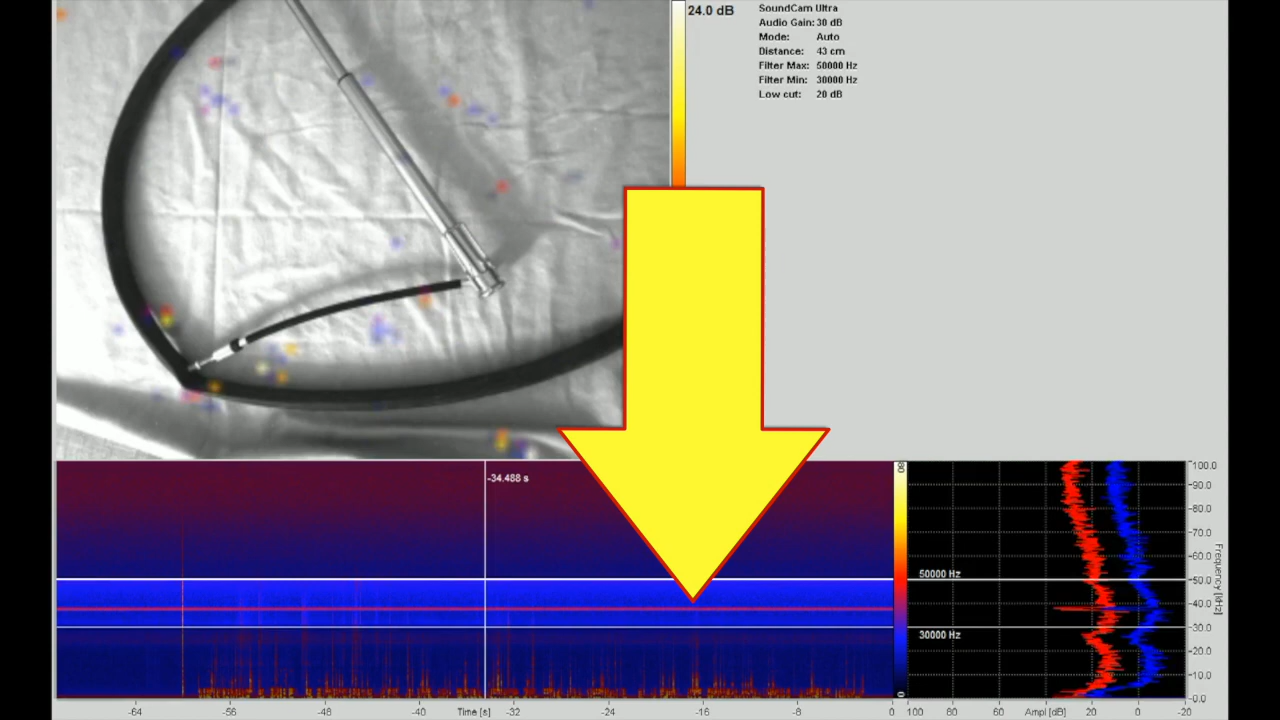 24.0 dB
SoundCam Ultra
Audio Gain: 30 dB
Mode: Auto
Distance: 43 cm
Filter Max: 50000 Hz
Filter Min: 30000 Hz
Low cut: 20 dB
-34.488 s
80
0
50000 Hz
30000 Hz
-100.0
-90.0
-80.0
-70.0
-60.0
-50.0
-40.0
-30.0
-20.0
-10.0
-0.0
Frequency [kHz]
-64 -56 -48 -40 Time [s] -32 -24 -16 -8 0
100 80 60 Ampl [dB] 20 0 -20